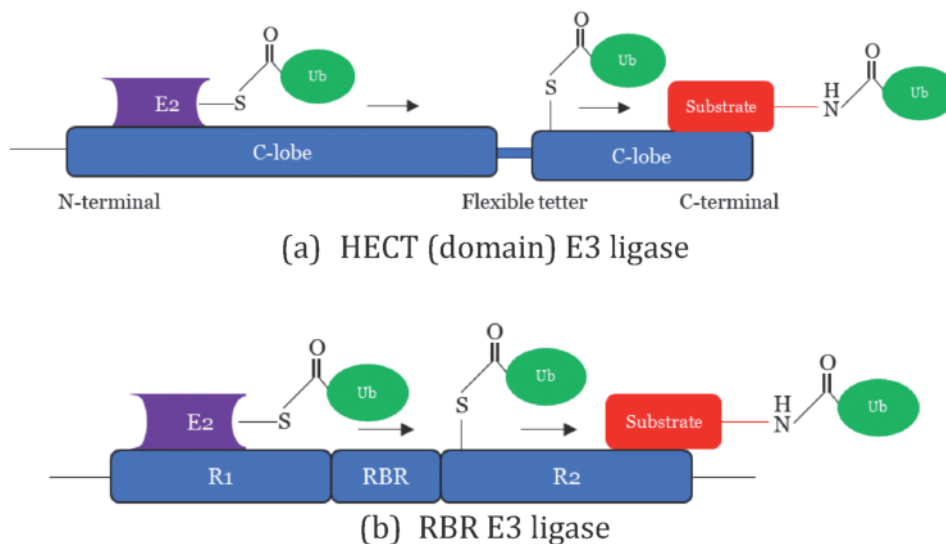 O
O
O
Ub
S
Ub
E2
S
Substrate
H
N
Ub
C-lobe
C-lobe
N-terminal
Flexible tetter
C-terminal
(a) HECT (domain) E3 ligase
O
O
O
Ub
Ub
E2
S
S
Substrate
H
N
Ub
R1
RBR
R2
(b) RBR E3 ligase